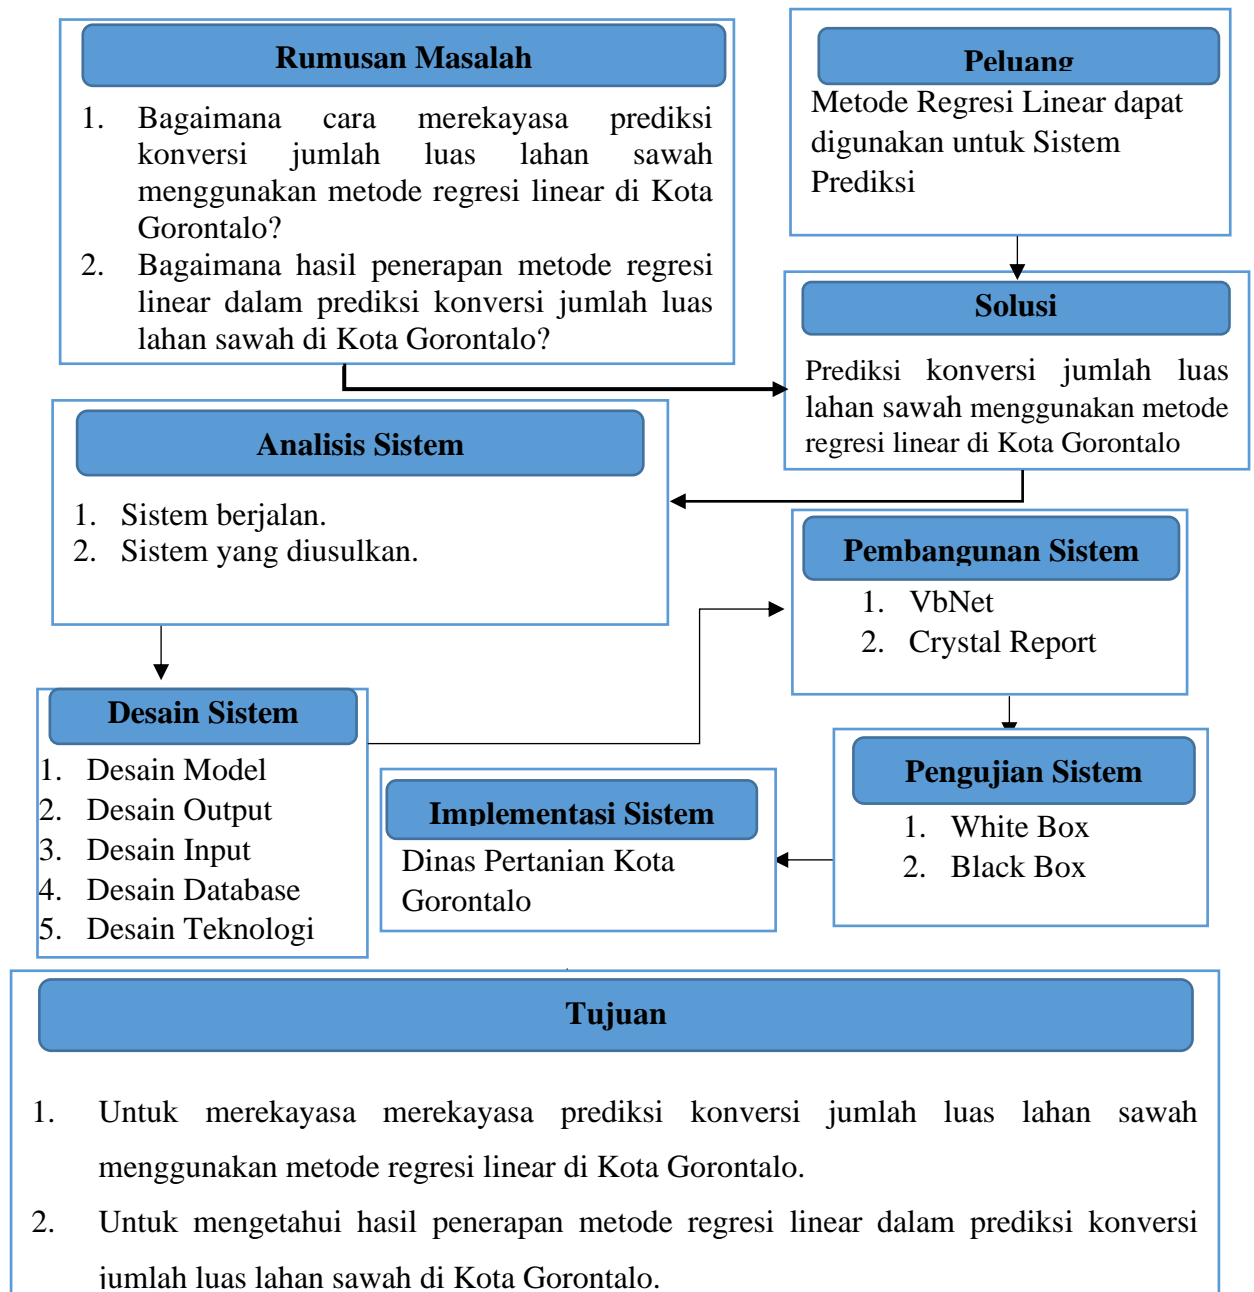 Rumusan Masalah
1. Bagaimana cara merekayasa prediksi
konversi jumlah luas lahan sawah
menggunakan metode regresi linear di Kota
Gorontalo?
2. Bagaimana hasil penerapan metode regresi
linear dalam prediksi konversi jumlah luas
lahan sawah di Kota Gorontalo?
Peluang
Metode Regresi Linear dapat
digunakan untuk Sistem
Prediksi
Solusi
Prediksi konversi jumlah luas
lahan sawah menggunakan metode
regresi linear di Kota Gorontalo
Analisis Sistem
1. Sistem berjalan.
2. Sistem yang diusulkan.
Desain Sistem
1. Desain Model
2. Desain Output
3. Desain Input
4. Desain Database
5. Desain Teknologi
Pembangunan Sistem
1. VbNet
2. Crystal Report
Pengujian Sistem
1. White Box
2. Black Box
Implementasi Sistem
Dinas Pertanian Kota
Gorontalo
Tujuan
1. Untuk merekayasa merekayasa prediksi konversi jumlah luas lahan sawah
menggunakan metode regresi linear di Kota Gorontalo.
2. Untuk mengetahui hasil penerapan metode regresi linear dalam prediksi konversi
jumlah luas lahan sawah di Kota Gorontalo.